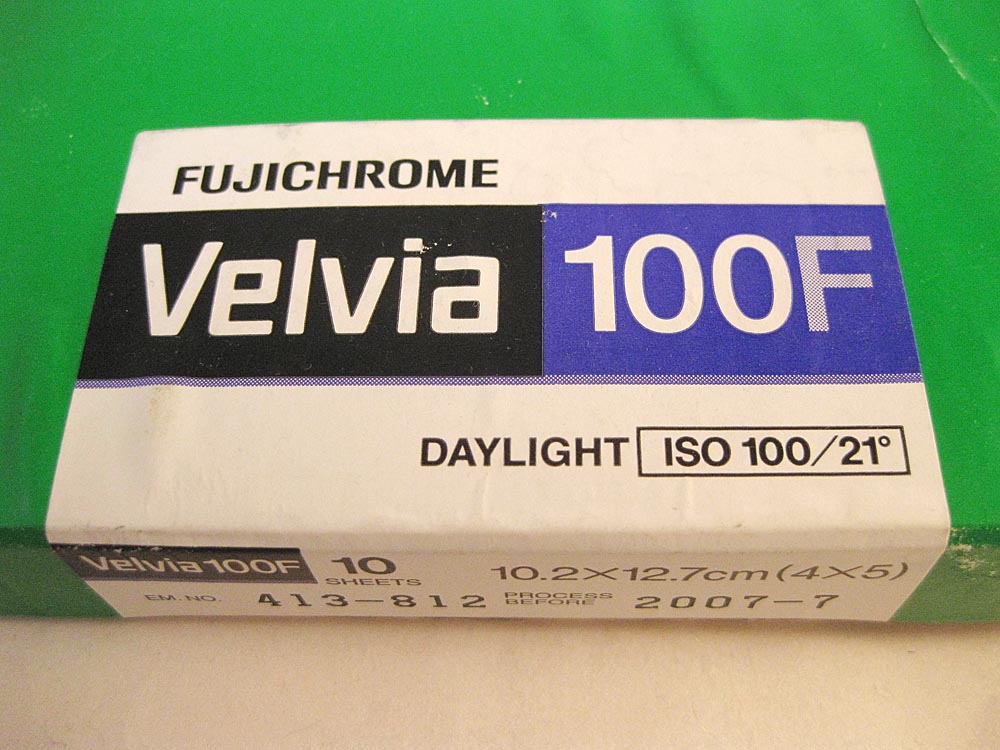 FUJICHROME
Velvia 100F
DAYLIGHT ISO 100/21°
Velvia 100F 10 SHEETS 10.2×12.7cm (4×5)
EM.NO. 413-812 PROCESS BEFORE 2007-7